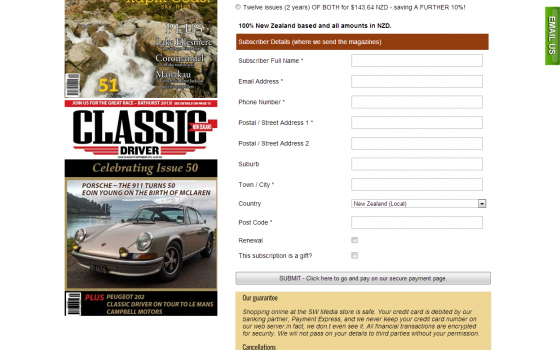 kapiti coast
PLUS
Lake Ellesmere
Coromandel
Manukau
51
JOIN US FOR THE GREAT RACE – BATHURST 2013!
CLASSIC
NEW ZEALAND
DRIVER
Celebrating Issue 50
PORSCHE – THE 911 TURNS 50
EOIN YOUNG ON THE BIRTH OF MCLAREN
PLUS PEUGEOT 202
CLASSIC DRIVER ON TOUR TO LE MANS
CAMPBELL MOTORS
Twelve issues (2 years) OF BOTH for $143.64 NZD - saving A FURTHER 10%!
100% New Zealand based and all amounts in NZD.
Subscriber Details (where we send the magazines)
Subscriber Full Name *
Email Address *
Phone Number *
Postal / Street Address 1 *
Postal / Street Address 2
Suburb
Town / City *
Country New Zealand (Local)
Post Code *
Renewal
This subscription is a gift?
SUBMIT - Click here to go and pay on our secure payment page.
Our guarantee
Shopping online at the SW Media store is safe. Your credit card is debited by our
banking partner, Payment Express, and we never keep your credit card number on
our web server in fact, we don,t even see it. All financial transactions are encrypted
for security. We will not pass on your details to third parties without your permission.
Cancellations
EMAIL US